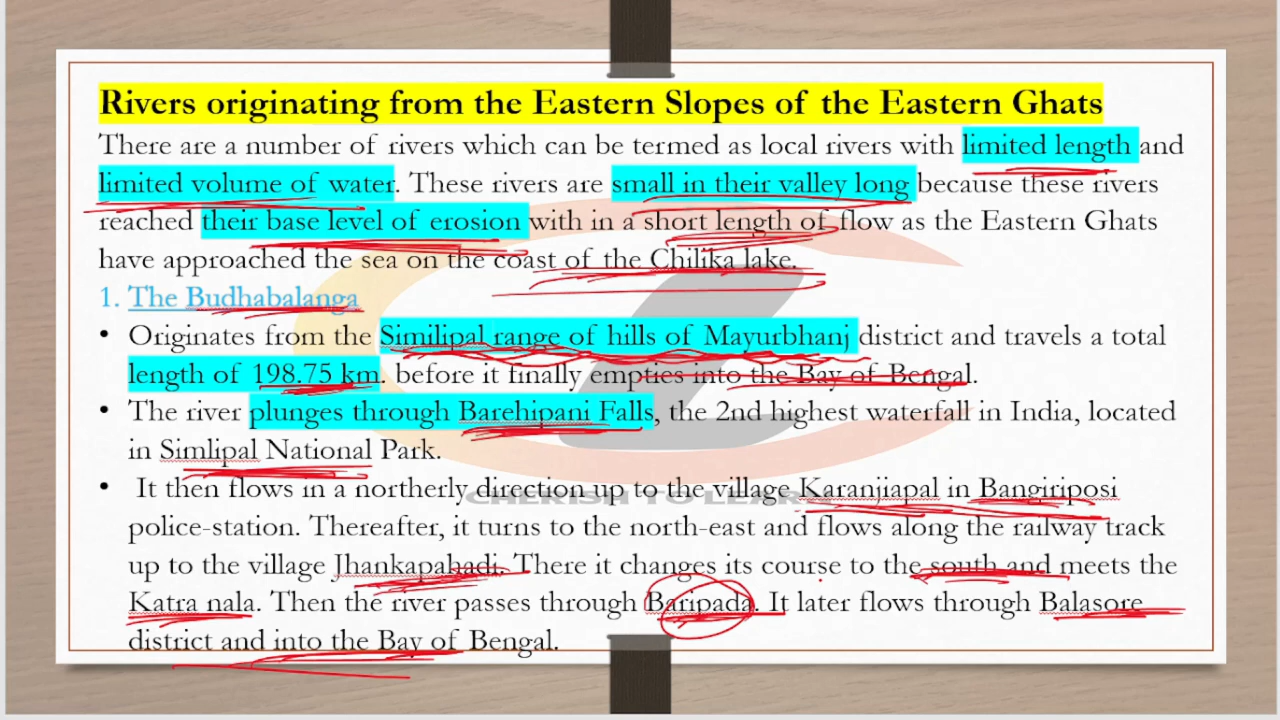 Rivers originating from the Eastern Slopes of the Eastern Ghats
There are a number of rivers which can be termed as local rivers with limited length and
limited volume of water. These rivers are small in their valley long because these rivers
reached their base level of erosion with in a short length of flow as the Eastern Ghats
have approached the sea on the coast of the Chilika lake.
1. The Budhabalanga
• Originates from the Similipal range of hills of Mayurbhanj district and travels a total
length of 198.75 km. before it finally empties into the Bay of Bengal.
• The river plunges through Barehipani Falls, the 2nd highest waterfall in India, located
in Simlipal National Park.
• It then flows in a northerly direction up to the village Karanjiapal in Bangiriposi
police-station. Thereafter, it turns to the north-east and flows along the railway track
up to the village Jhankapahadi. There it changes its course to the south and meets the
Katra nala. Then the river passes through Baripada. It later flows through Balasore
district and into the Bay of Bengal.
CHERISH TO LEARN